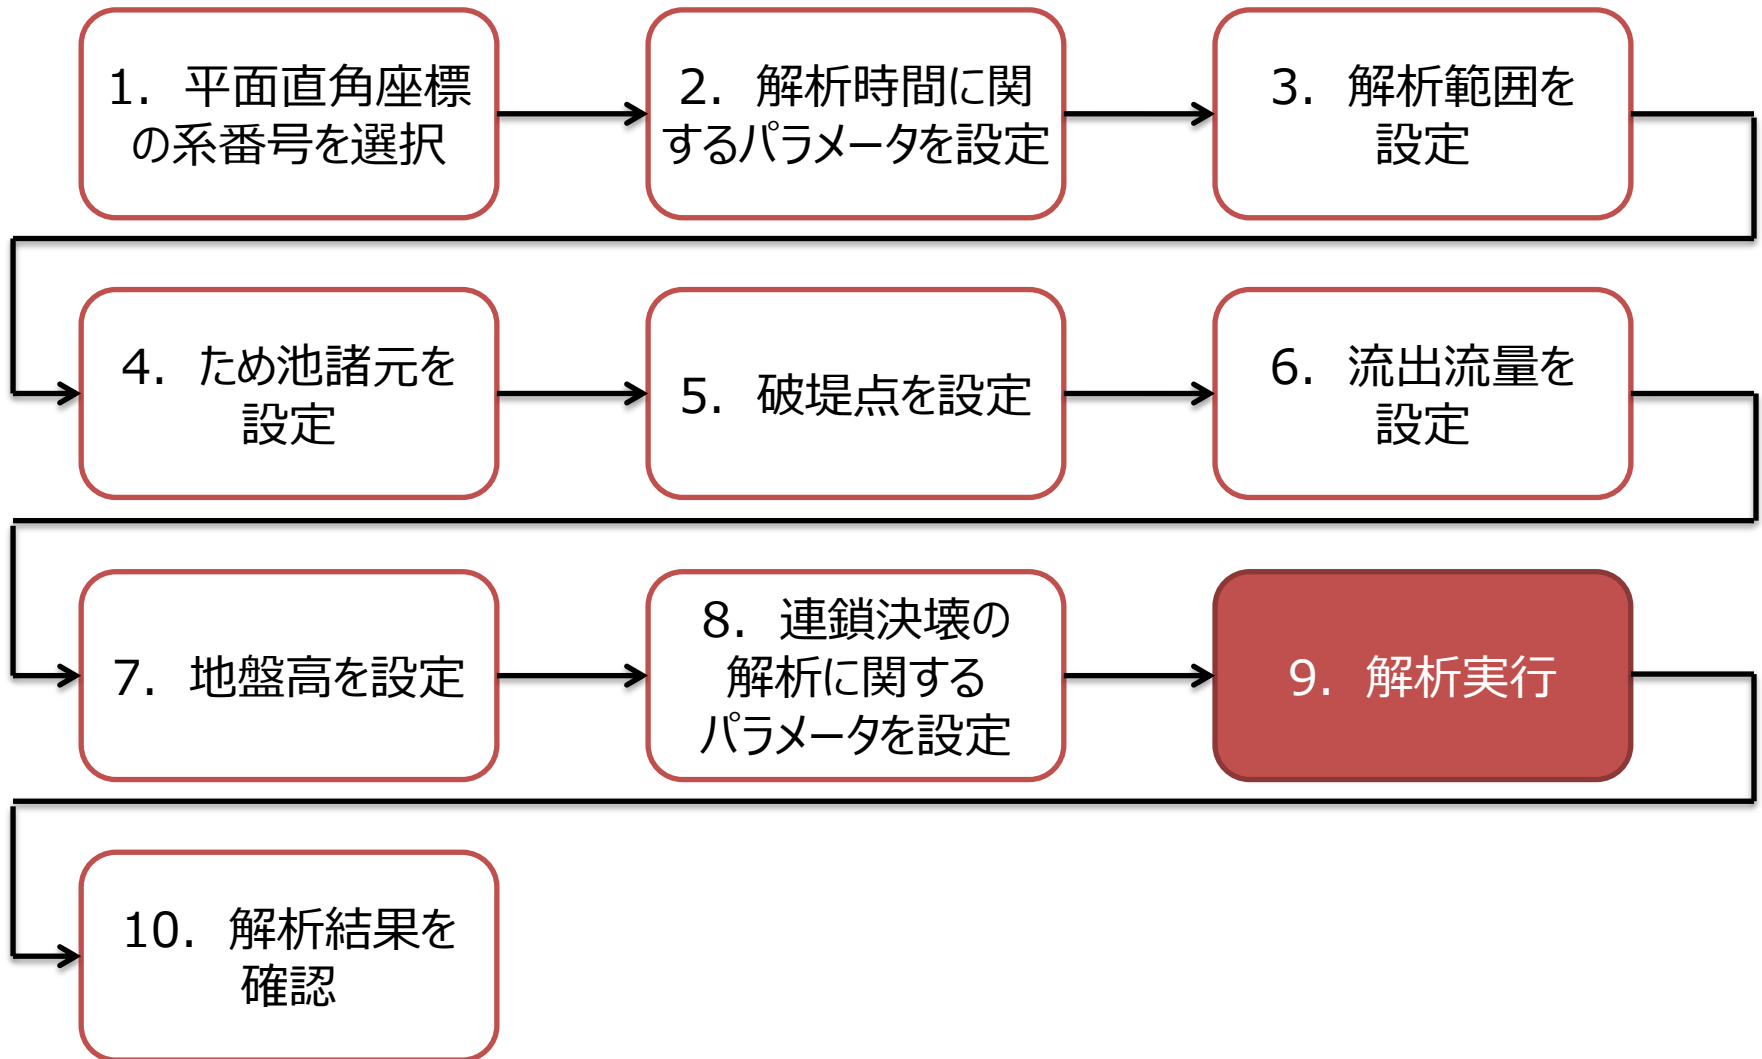 1. 平面直角座標
の系番号を選択
2. 解析時間に関
するパラメータを設定
3. 解析範囲を
設定
4. ため池諸元を
設定
5. 破堤点を設定
6. 流出流量を
設定
7. 地盤高を設定
8. 連鎖決壊の
解析に関する
パラメータを設定
9. 解析実行
10. 解析結果を
確認